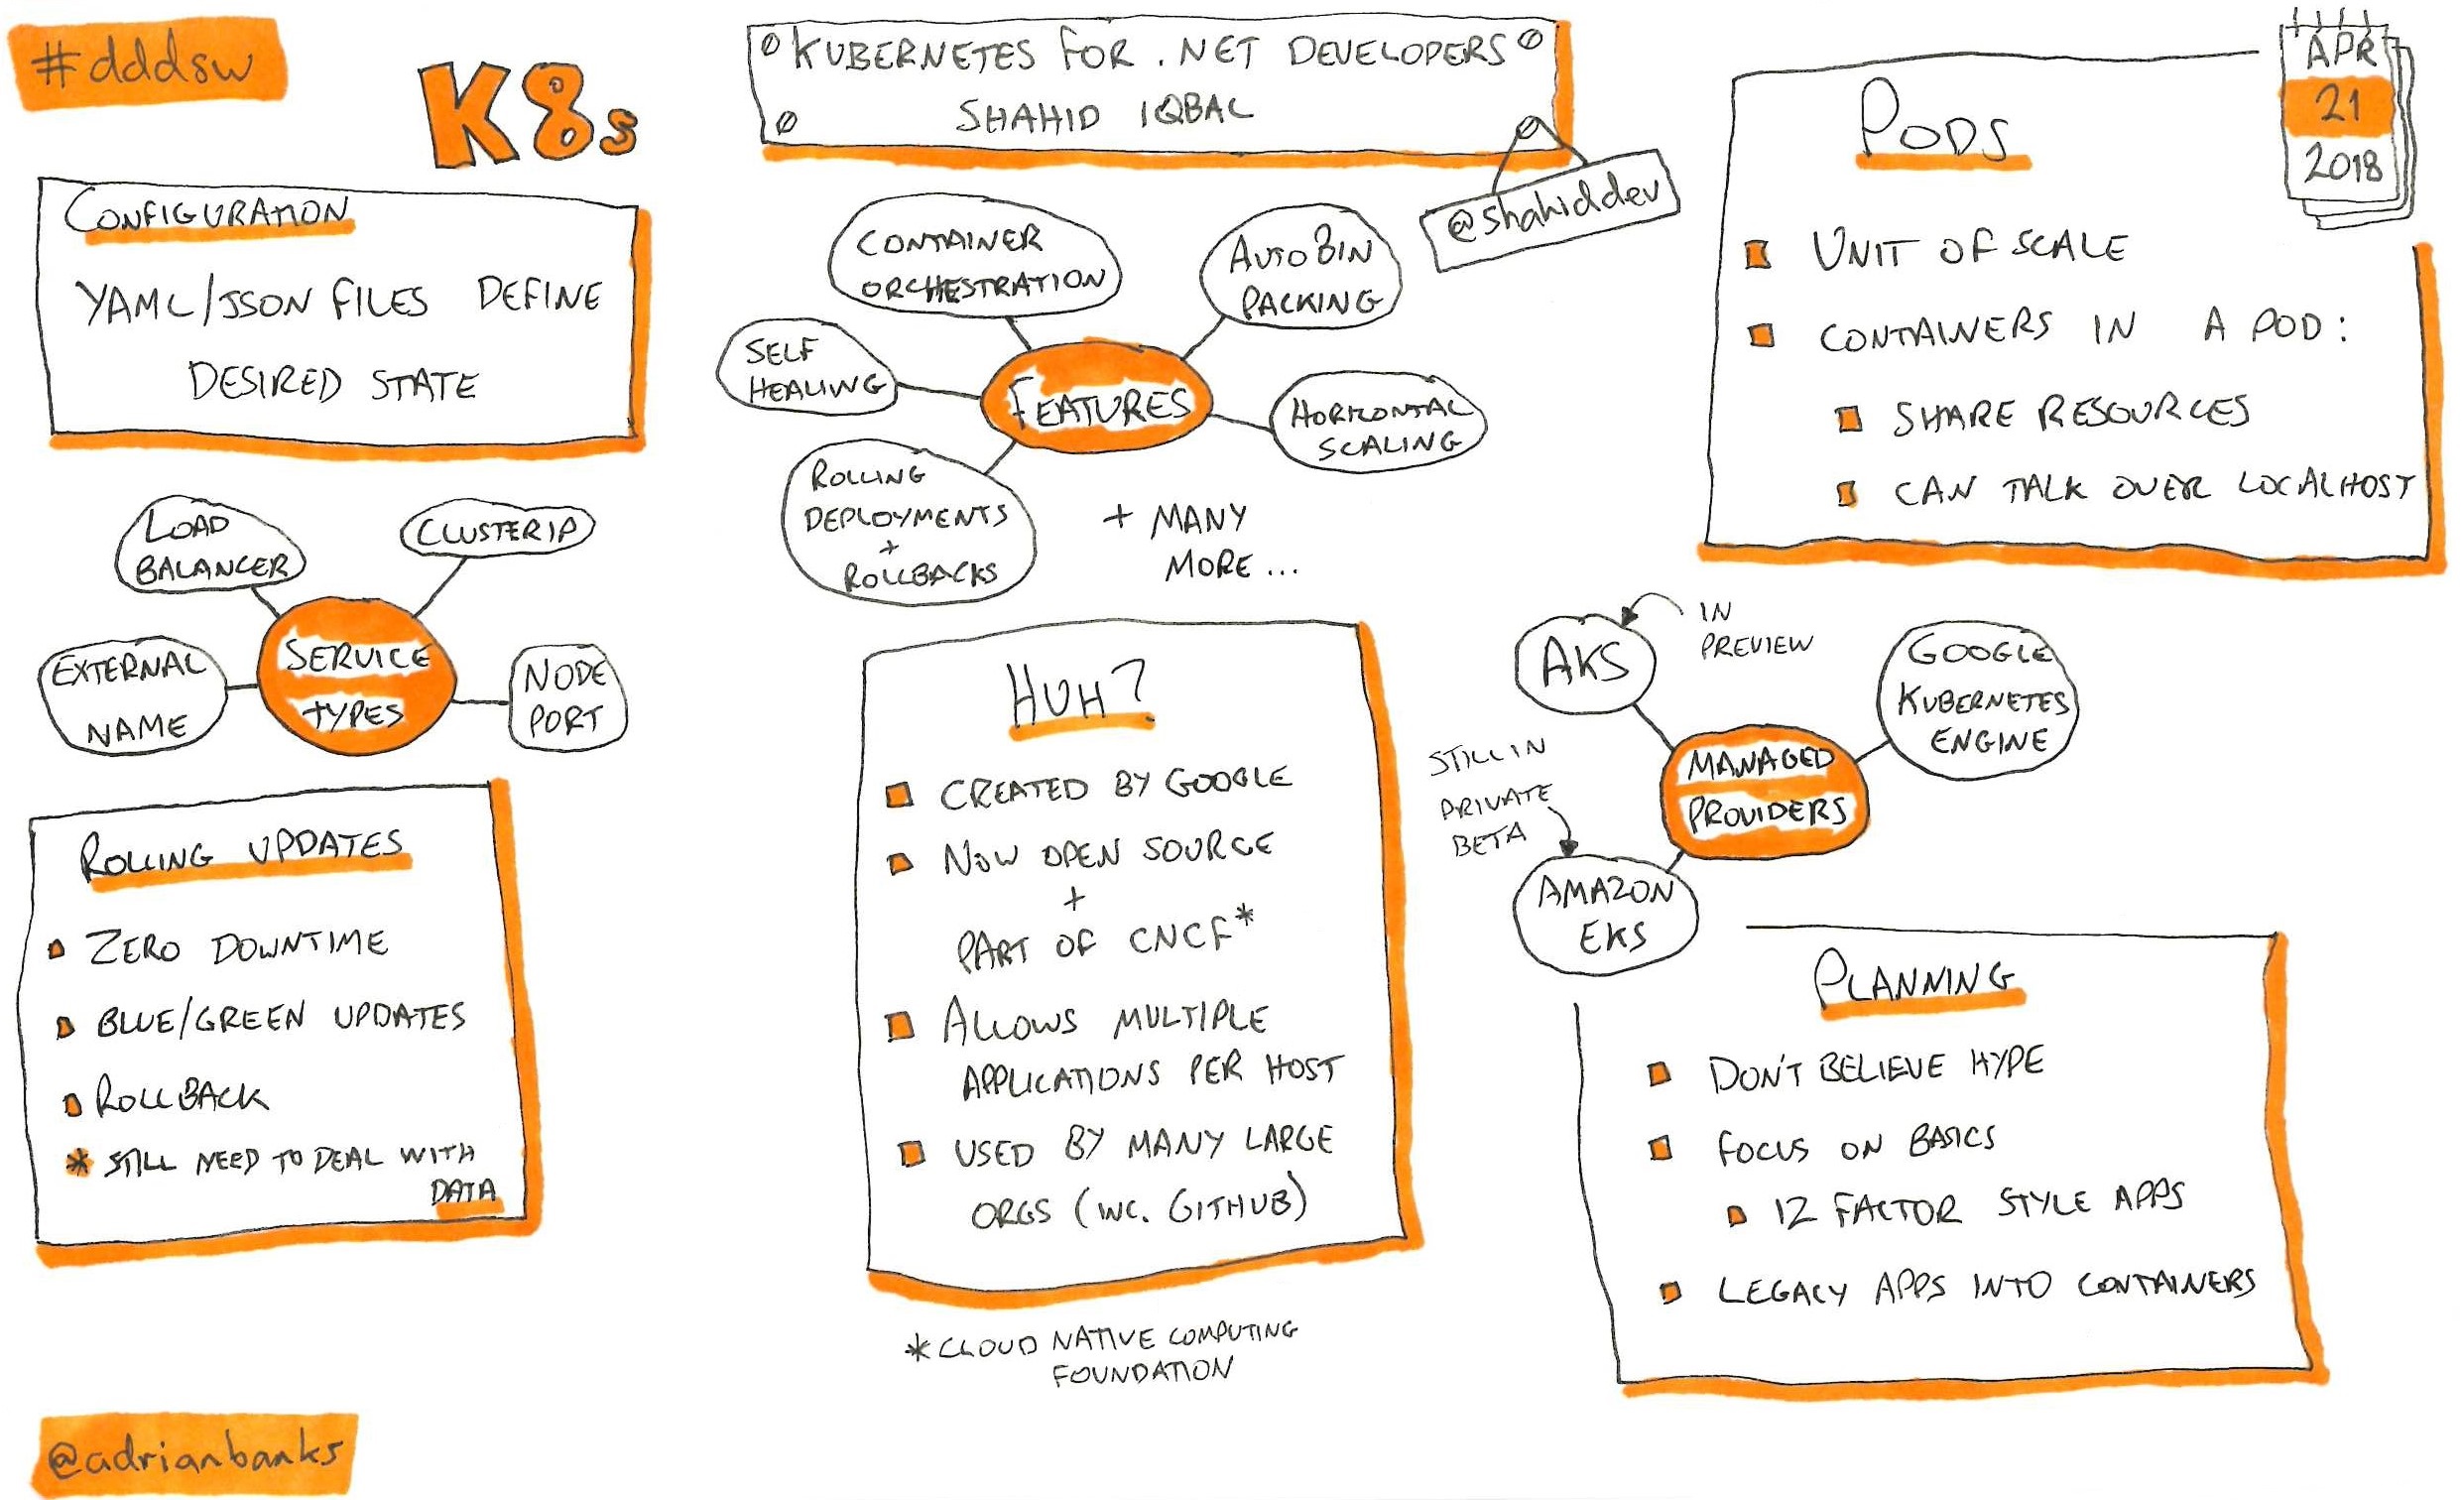 #dddsw
K8s
KUBERNETES FOR .NET DEVELOPERS
SHAHID IQBAL
@shahiddev
APR
21
2018
CONFIGURATION
YAML/JSON FILES DEFINE
DESIRED STATE
LOAD
BALANCER
CLUSTERIP
EXTERNAL
NAME
SERVICE
TYPES
NODE
PORT
ROLLING UPDATES
ZERO DOWNTIME
BLUE/GREEN UPDATES
ROLLBACK
* STILL NEED TO DEAL WITH
DATA
CONTAINER
ORCHESTRATION
AUTO BIN
PACKING
SELF
HEALING
FEATURES
HORIZONTAL
SCALING
ROLLING
DEPLOYMENTS
+
ROLLBACKS
+ MANY
MORE...
HUH?
CREATED BY GOOGLE
NOW OPEN SOURCE
+
PART OF CNCF*
ALLOWS MULTIPLE
APPLICATIONS PER HOST
USED BY MANY LARGE
ORGS (INC. GITHUB)
*CLOUD NATIVE COMPUTING
FOUNDATION
PODS
UNIT OF SCALE
CONTAINERS IN A POD:
SHARE RESOURCES
CAN TALK OVER LOCALHOST
AKS
IN
PREVIEW
GOOGLE
KUBERNETES
ENGINE
MANAGED
PROVIDERS
STILL IN
PRIVATE
BETA
AMAZON
EKS
PLANNING
DON'T BELIEVE HYPE
FOCUS ON BASICS
12 FACTOR STYLE APPS
LEGACY APPS INTO CONTAINERS
@adrianbanks